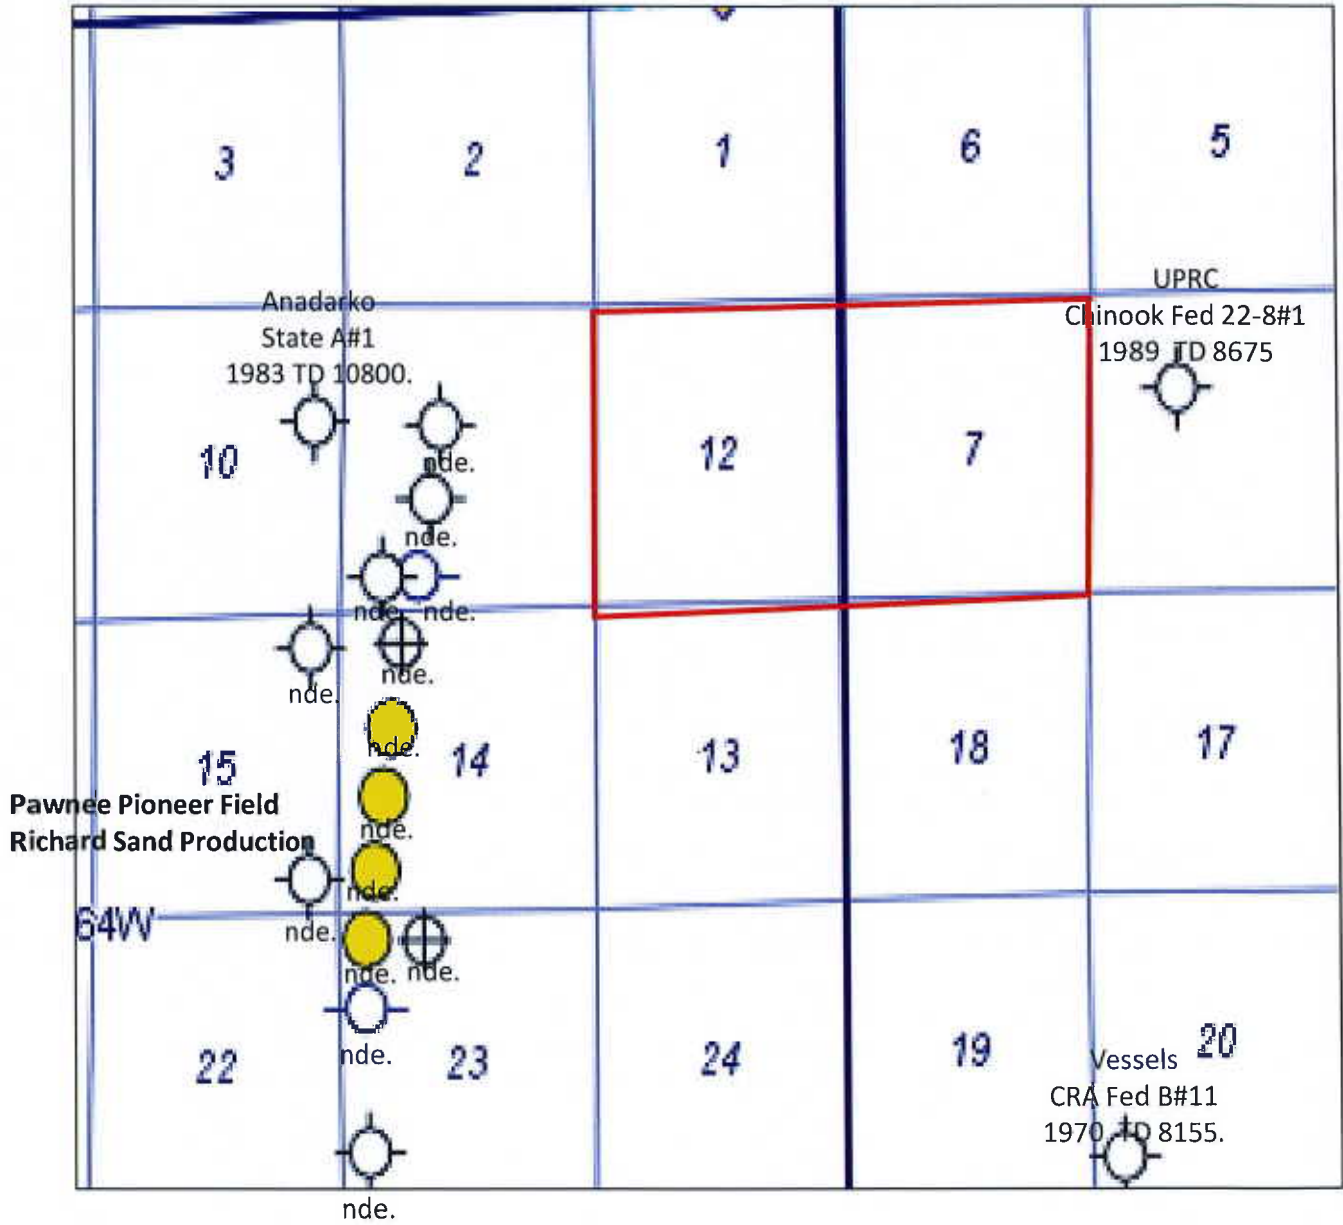 3
2
1
6
5
Anadarko
State A#1
1983 TD 10800.
UPRC
Chinook Fed 22-8#1
1989 TD 8675
10
12
7
nde.
nde.
nde.
nde.
nde.
nde.
nde.
15
14
13
18
17
Pawnee Pioneer Field
Richard Sand Production
nde.
nde.
64W
nde.
nde.
nde.
nde.
22
23
24
19
20
Vessels
CRA Fed B#11
1970 TD 8155.
nde.